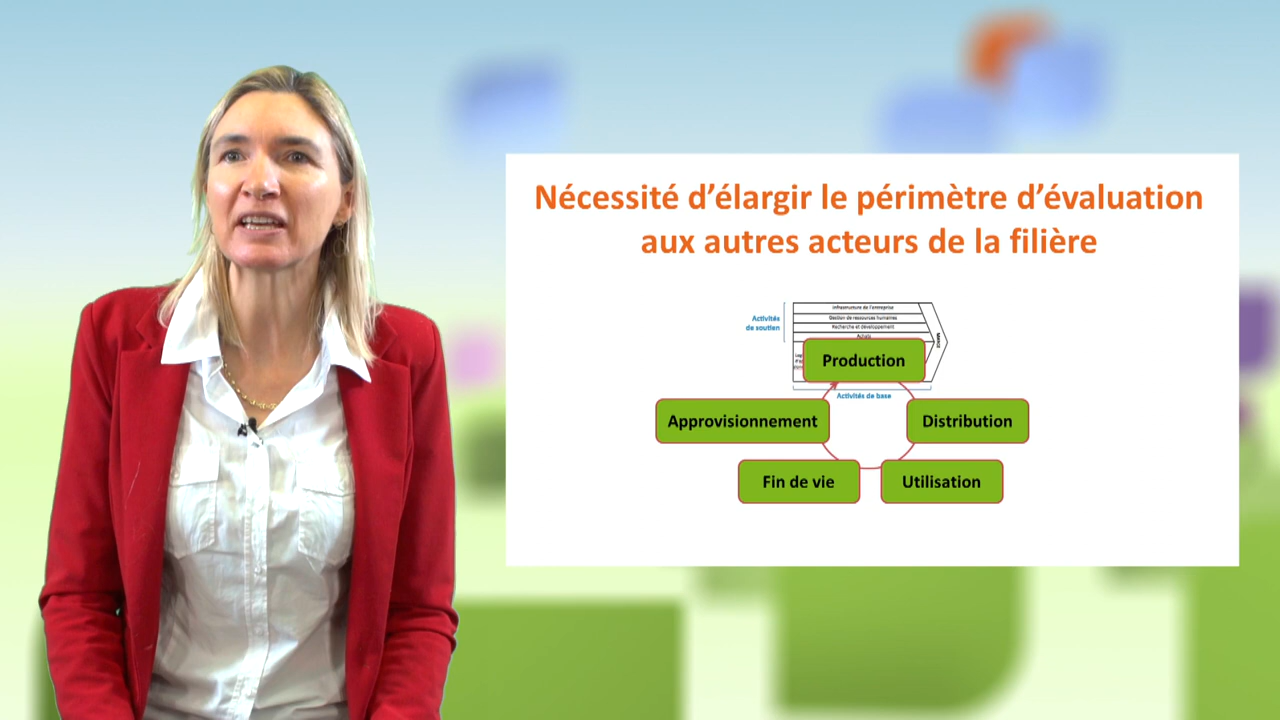 Nécessité d’élargir le périmètre d’évaluation
aux autres acteurs de la filière
Infrastructure de l'entreprise
Activités
de soutien
Gestion de ressources humaines
Recherche et développement
Achats
Production
Activités de base
Approvisionnement
Distribution
Fin de vie
Utilisation